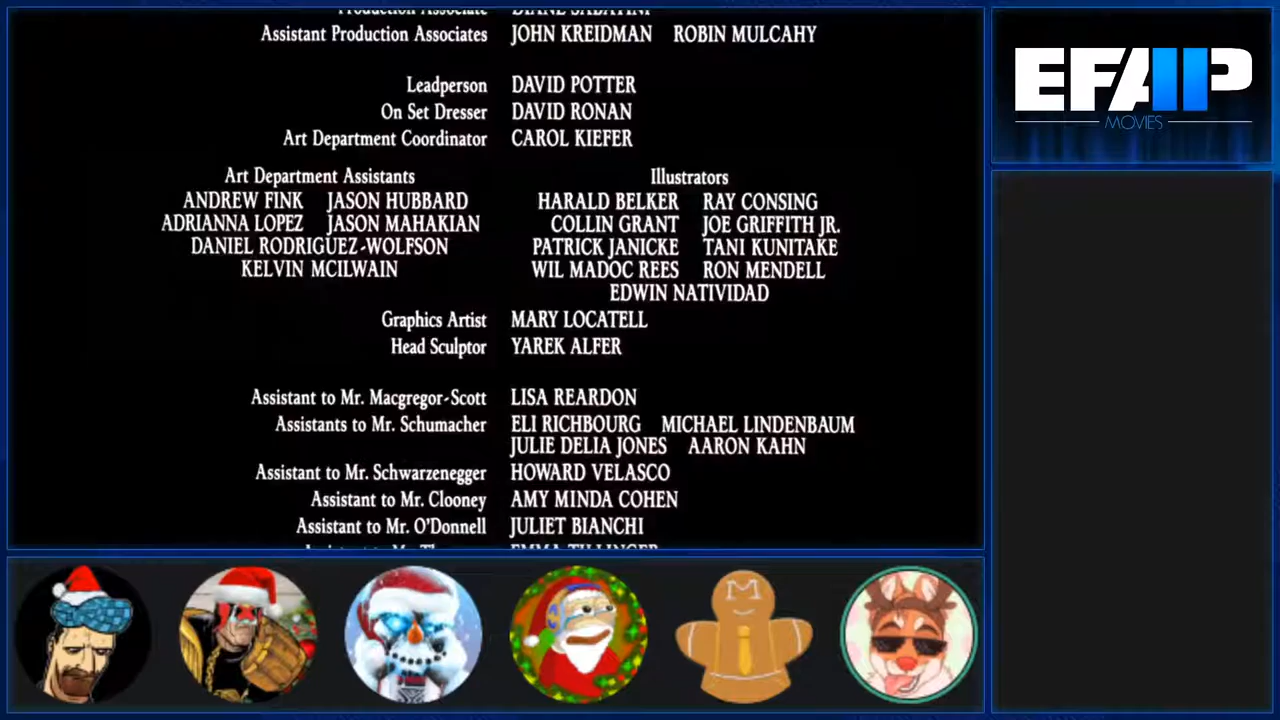 Production Associate DIANE SABATINI
Assistant Production Associates JOHN KREIDMAN ROBIN MULCAHY
Leadperson DAVID POTTER
On Set Dresser DAVID RONAN
Art Department Coordinator CAROL KIEFER
Art Department Assistants
ANDREW FINK JASON HUBBARD
ADRIANNA LOPEZ JASON MAHAKIAN
DANIEL RODRIGUEZ-WOLFSON
KELVIN MCILWAIN
Illustrators
HARALD BELKER RAY CONSING
COLLIN GRANT JOE GRIFFITH JR.
PATRICK JANICKE TANI KUNITAKE
WIL MADOC REES RON MENDELL
EDWIN NATIVIDAD
Graphics Artist MARY LOCATELL
Head Sculptor YAREK ALFER
Assistant to Mr. Macgregor-Scott LISA REARDON
Assistants to Mr. Schumacher ELI RICHBOURG MICHAEL LINDENBAUM
JULIE DELIA JONES AARON KAHN
Assistant to Mr. Schwarzenegger HOWARD VELASCO
Assistant to Mr. Clooney AMY MINDA COHEN
Assistant to Mr. O'Donnell JULIET BIANCHI
EFAP
MOVIES
M